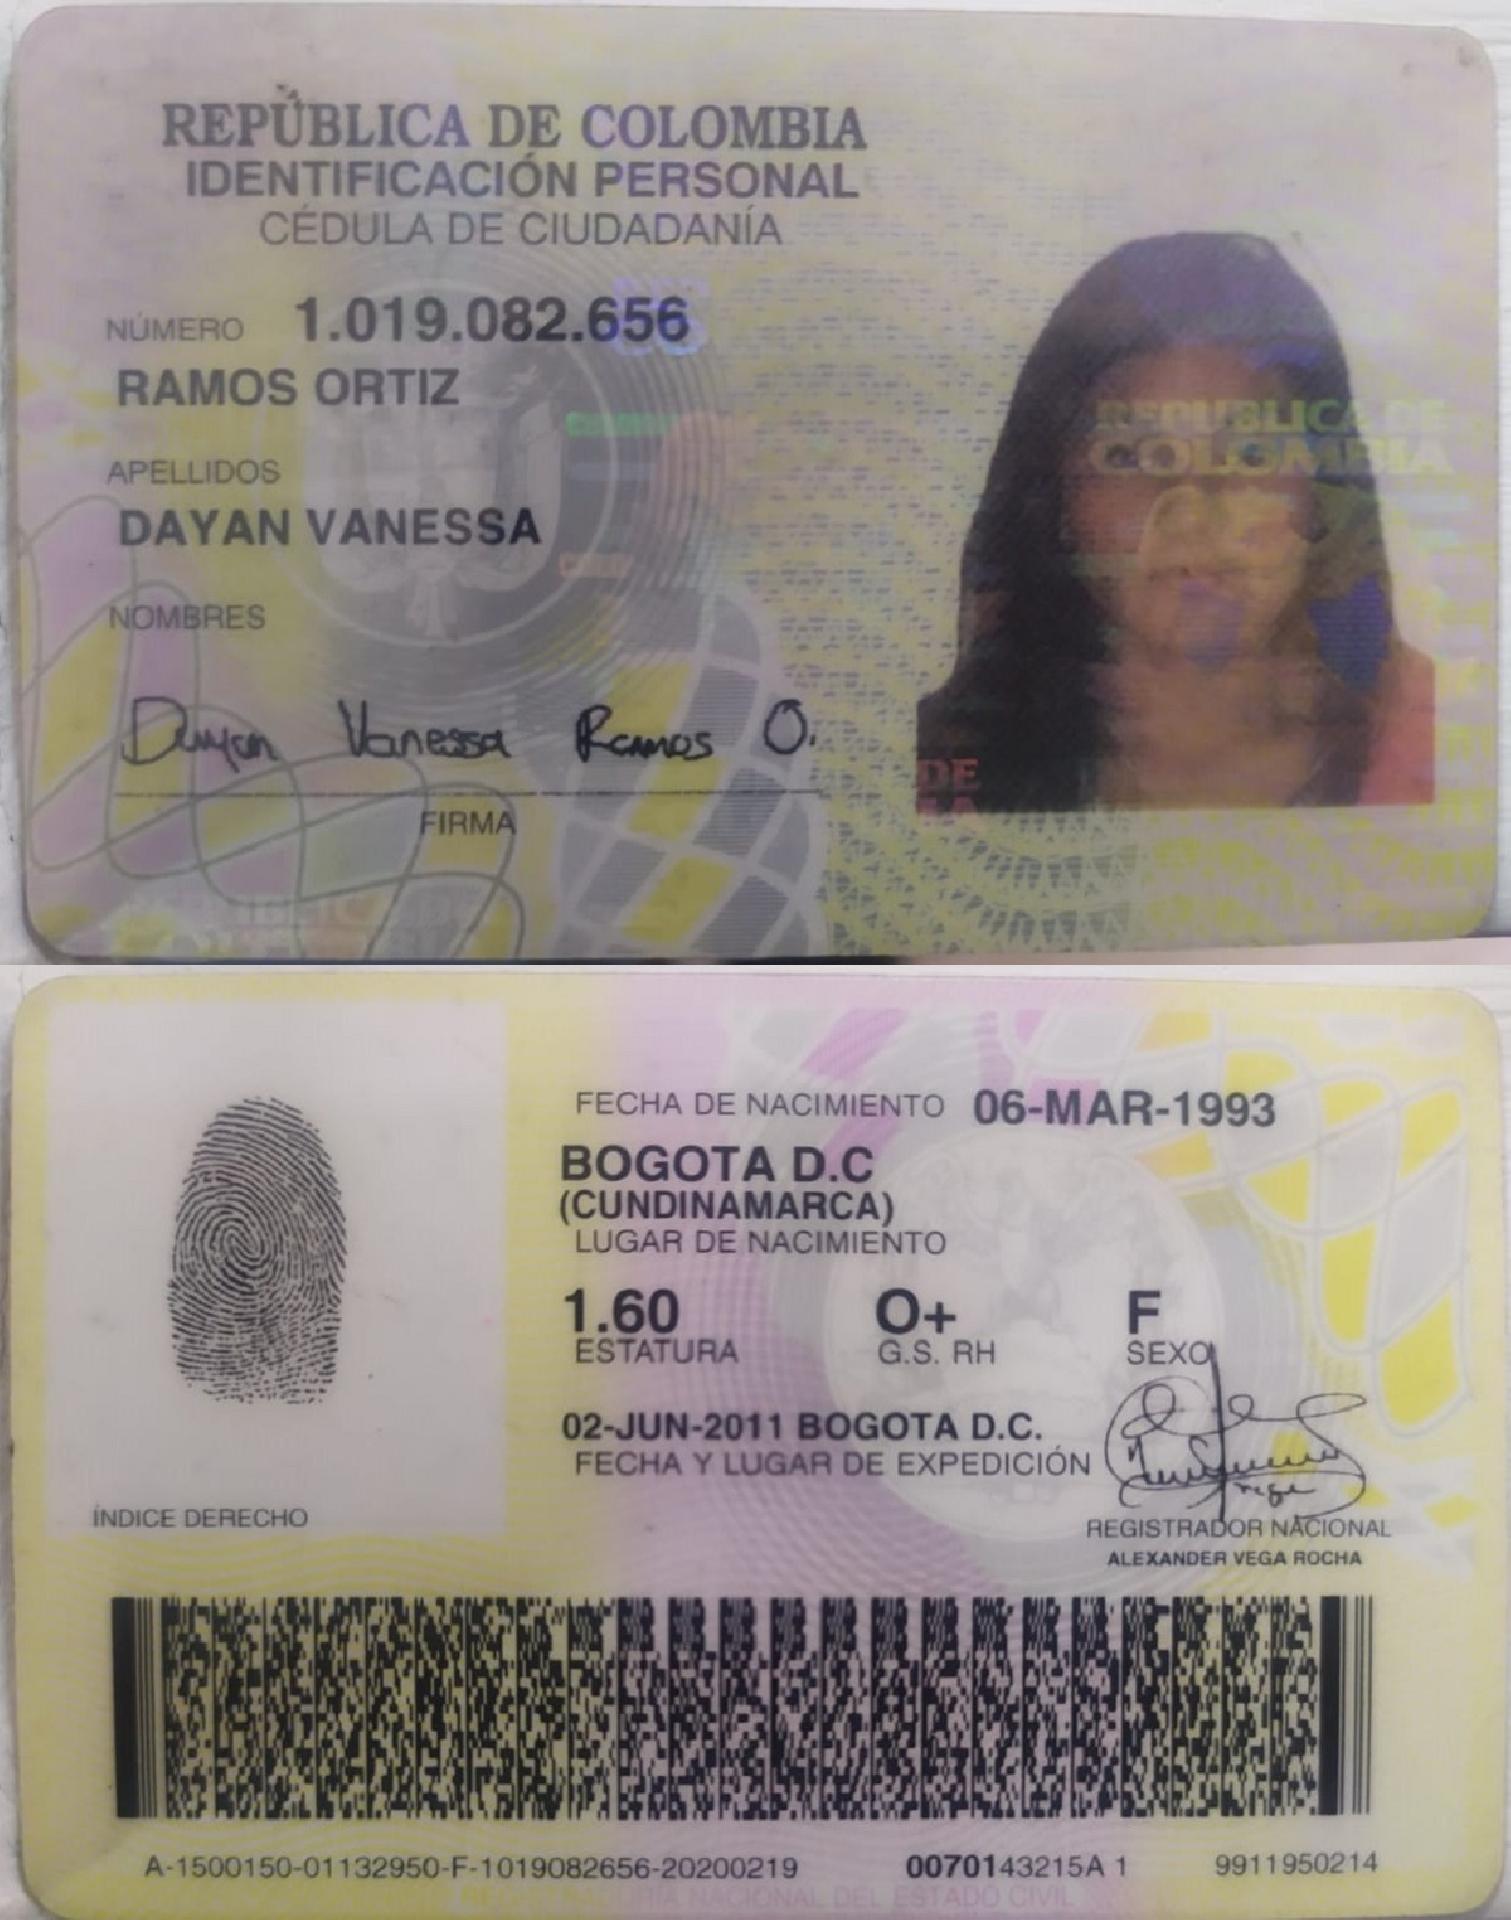 REPÚBLICA DE COLOMBIA
IDENTIFICACIÓN PERSONAL
CÉDULA DE CIUDADANÍA
NÚMERO 1.019.082.656
RAMOS ORTIZ
APELLIDOS
DAYAN VANESSA
NOMBRES
Dayan Vanessa Ramos O.
FIRMA
REPUBLICA DE
COLOMBIA
DE
FECHA DE NACIMIENTO 06-MAR-1993
BOGOTA D.C
(CUNDINAMARCA)
LUGAR DE NACIMIENTO
1.60 O+ F
ESTATURA G.S. RH SEXO
02-JUN-2011 BOGOTA D.C.
FECHA Y LUGAR DE EXPEDICIÓN
ÍNDICE DERECHO
REGISTRADOR NACIONAL
ALEXANDER VEGA ROCHA
A-1500150-01132950-F-1019082656-20200219 0070143215A 1 9911950214
REGISTRADURÍA NACIONAL DEL ESTADO CIVIL